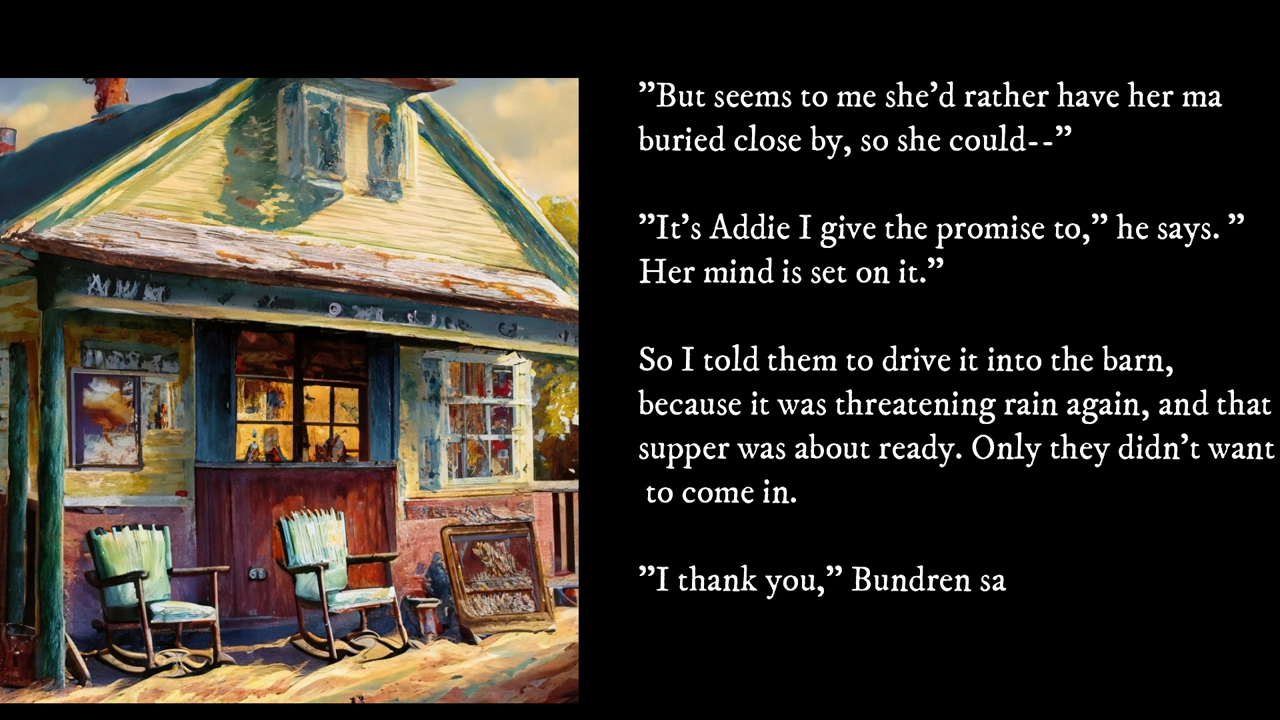 ”But seems to me she’d rather have her ma
buried close by, so she could--”
”It’s Addie I give the promise to,” he says. ”
Her mind is set on it.”
So I told them to drive it into the barn,
because it was threatening rain again, and that
supper was about ready. Only they didn’t want
to come in.
”I thank you,” Bundren sa